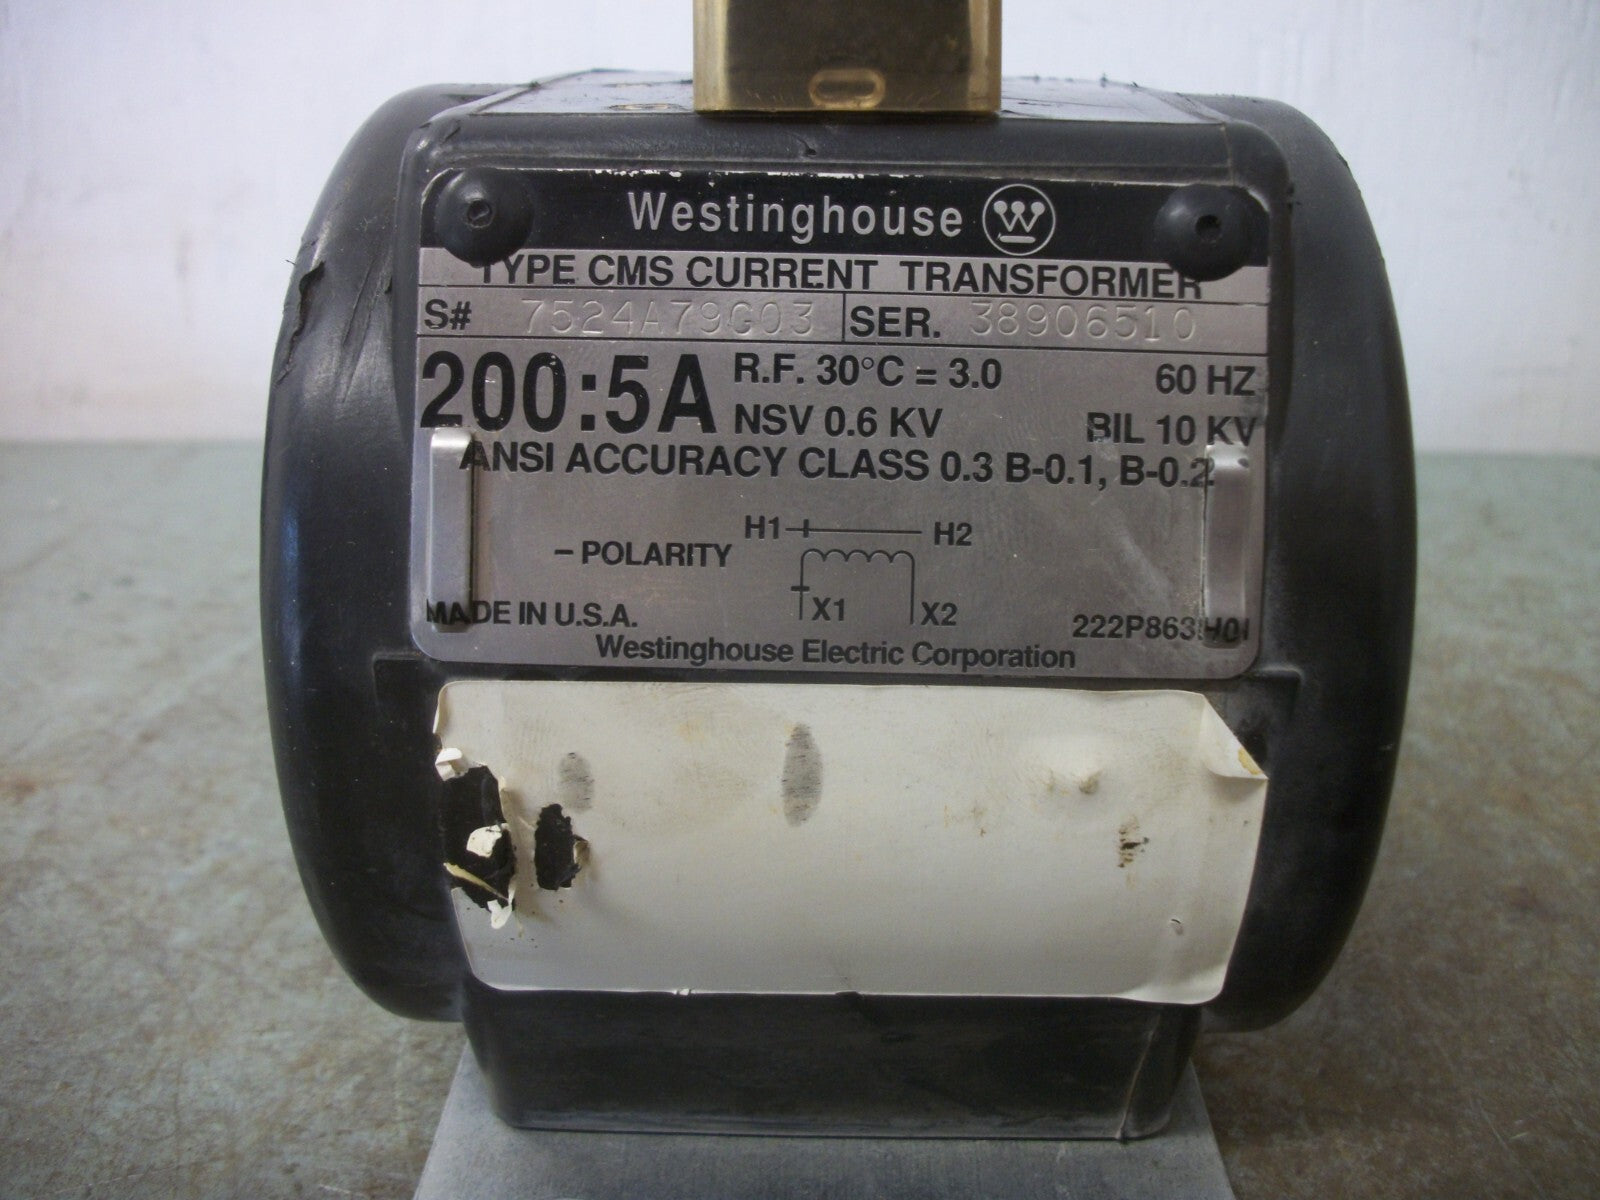 Westinghouse W
TYPE CMS CURRENT TRANSFORMER
S# 7524A79G03 SER. 38906510
200:5A R.F. 30°C = 3.0 60 HZ
NSV 0.6 KV BIL 10 KV
ANSI ACCURACY CLASS 0.3 B-0.1, B-0.2
H1 H2
– POLARITY
MADE IN U.S.A. X1 X2 222P863H01
Westinghouse Electric Corporation